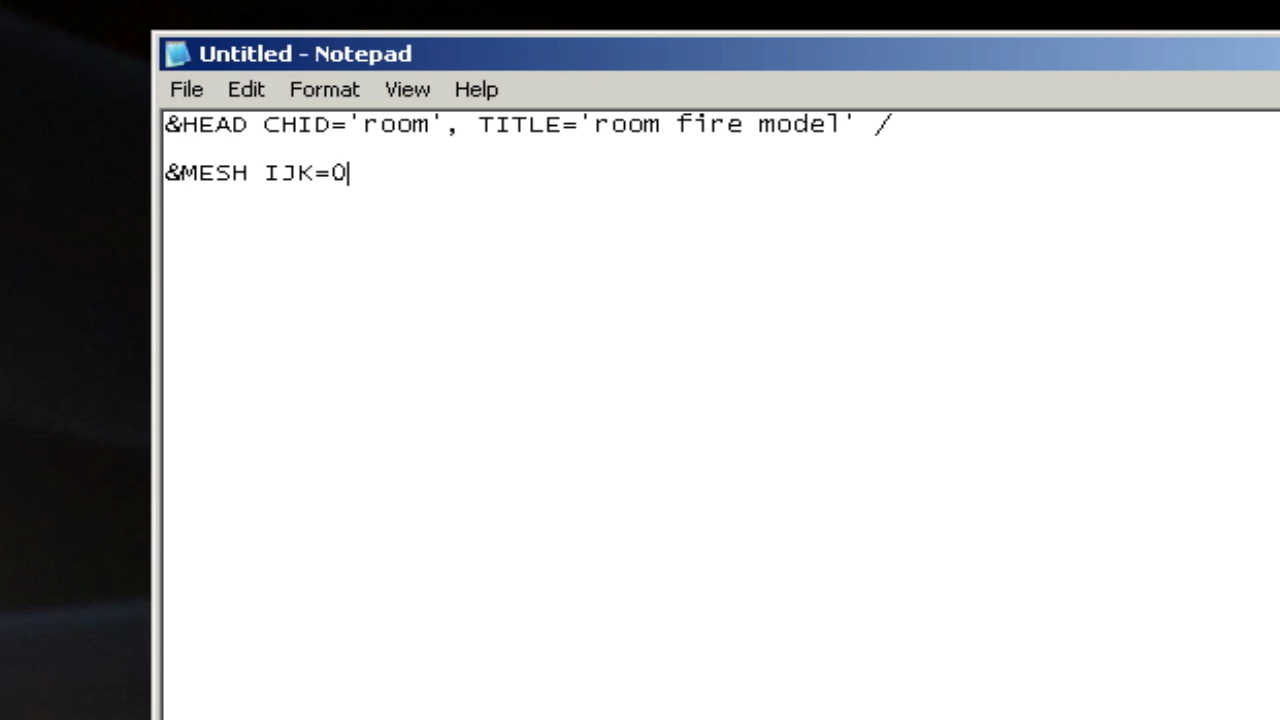 Untitled - Notepad
File Edit Format View Help
&HEAD CHID='room', TITLE='room fire model' /
&MESH IJK=0